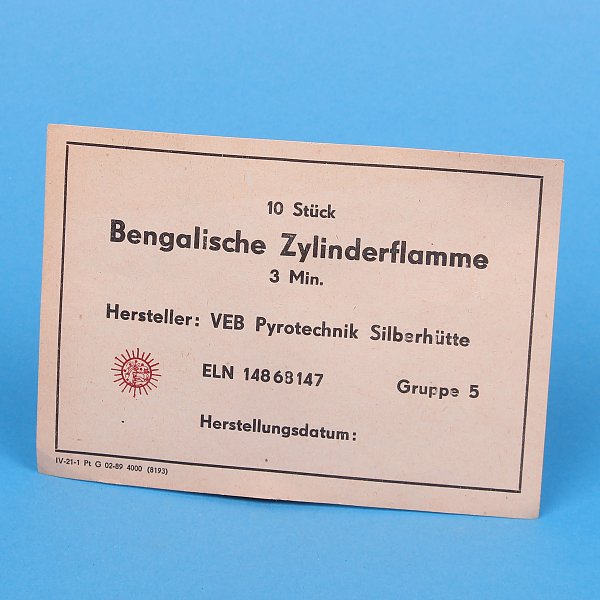 10 Stück
Bengalische Zylinderflamme
3 Min.
Hersteller: VEB Pyrotechnik Silberhütte
ELN 14868147 Gruppe 5
Herstellungsdatum:
IV-21-1 Pt G 02-89 4000 (8193)